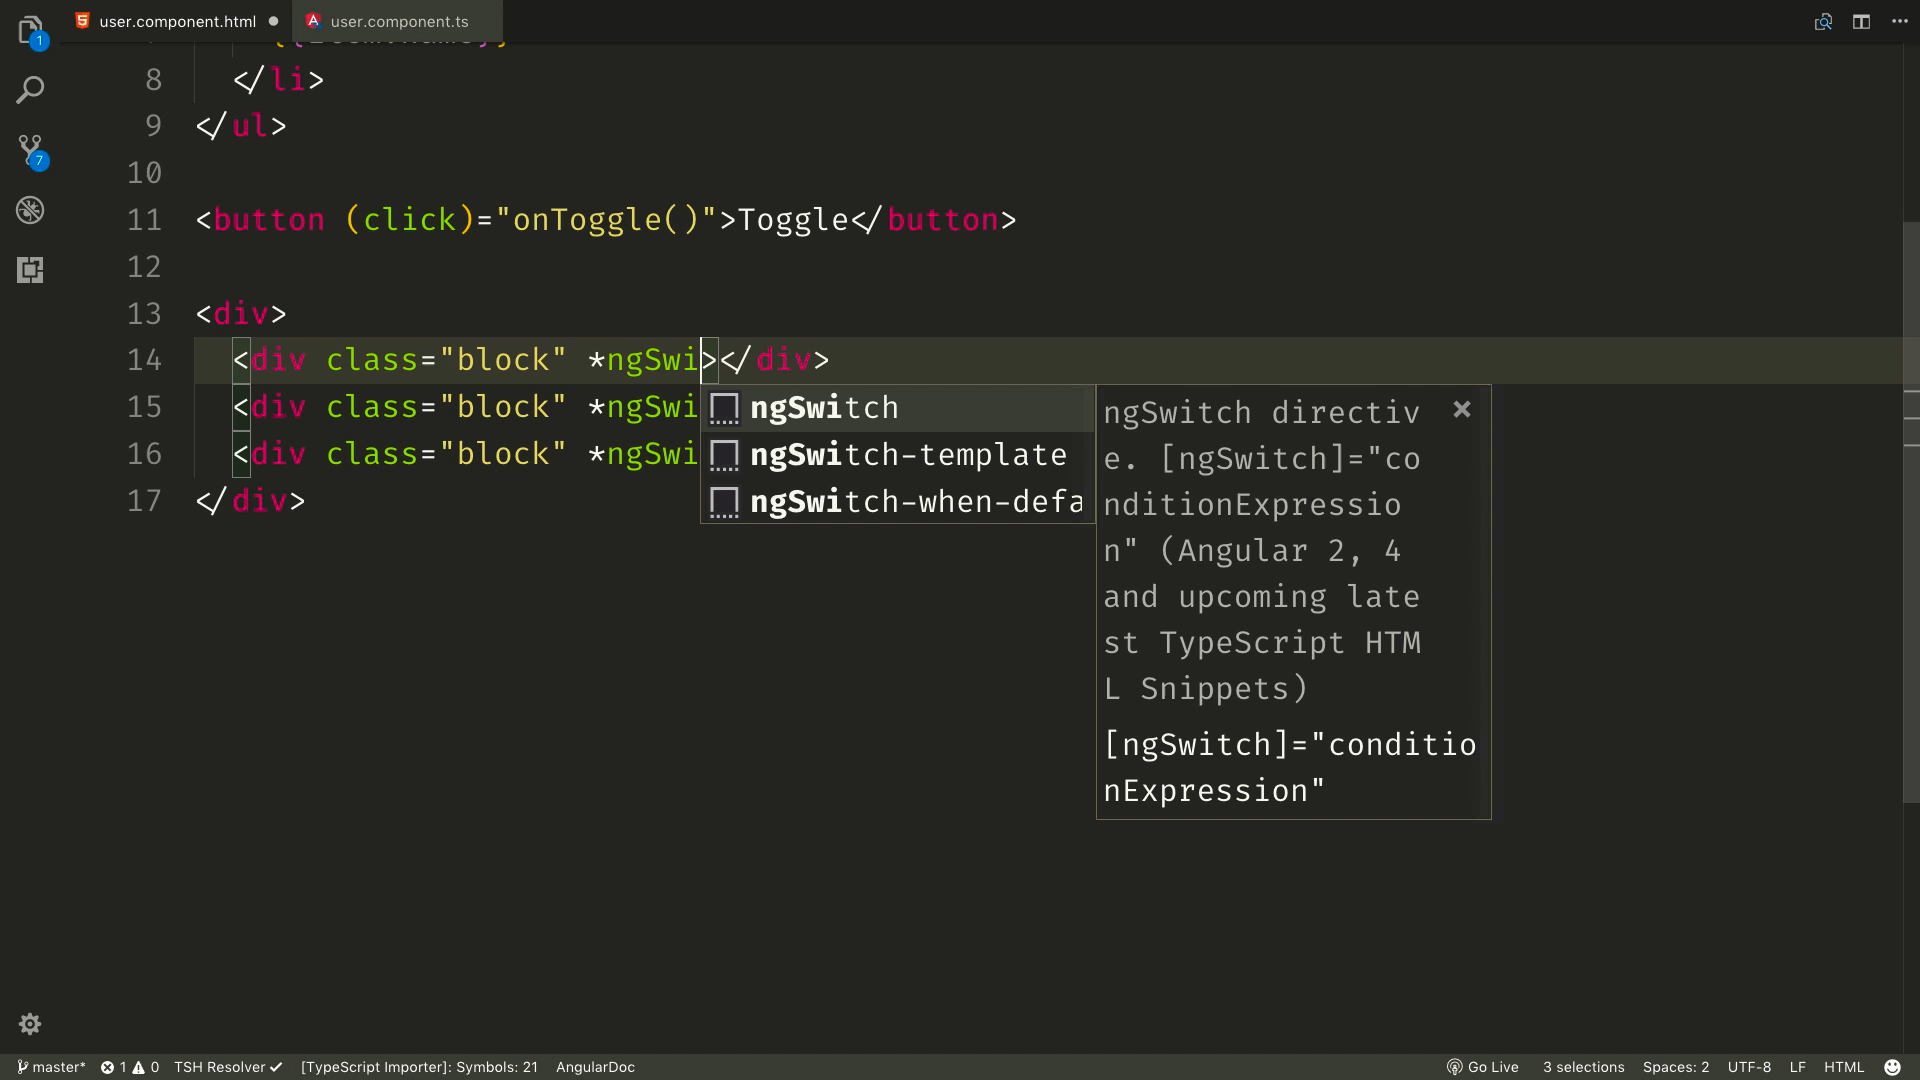 user.component.html
user.component.ts
1
7
8 </li>
9 </ul>
10
11 <button (click)="onToggle()">Toggle</button>
12
13 <div>
14 <div class="block" *ngSwi></div>
15 <div class="block" *ngSwi
16 <div class="block" *ngSwi
17 </div>
ngSwitch
ngSwitch-template
ngSwitch-when-defa
ngSwitch directiv
e. [ngSwitch]="co
nditionExpressio
n" (Angular 2, 4
and upcoming late
st TypeScript HTM
L Snippets)
[ngSwitch]="conditio
nExpression"
master* 1 0 TSH Resolver [TypeScript Importer]: Symbols: 21 AngularDoc Go Live 3 selections Spaces: 2 UTF-8 LF HTML